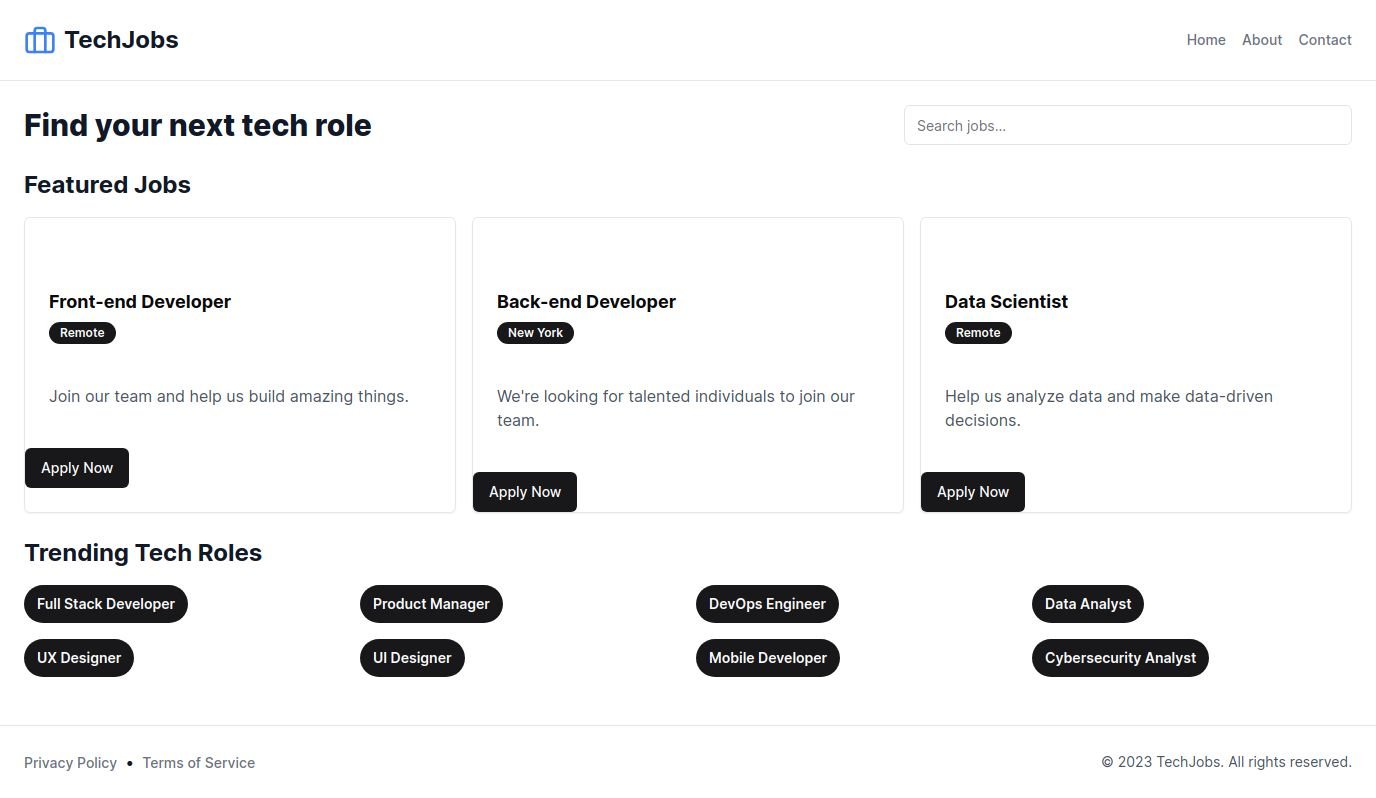 TechJobs
Home About Contact
Find your next tech role
Search jobs...
Featured Jobs
Front-end Developer
Remote
Join our team and help us build amazing things.
Apply Now
Back-end Developer
New York
We're looking for talented individuals to join our
team.
Apply Now
Data Scientist
Remote
Help us analyze data and make data-driven
decisions.
Apply Now
Trending Tech Roles
Full Stack Developer Product Manager DevOps Engineer Data Analyst
UX Designer UI Designer Mobile Developer Cybersecurity Analyst
Privacy Policy • Terms of Service
© 2023 TechJobs. All rights reserved.